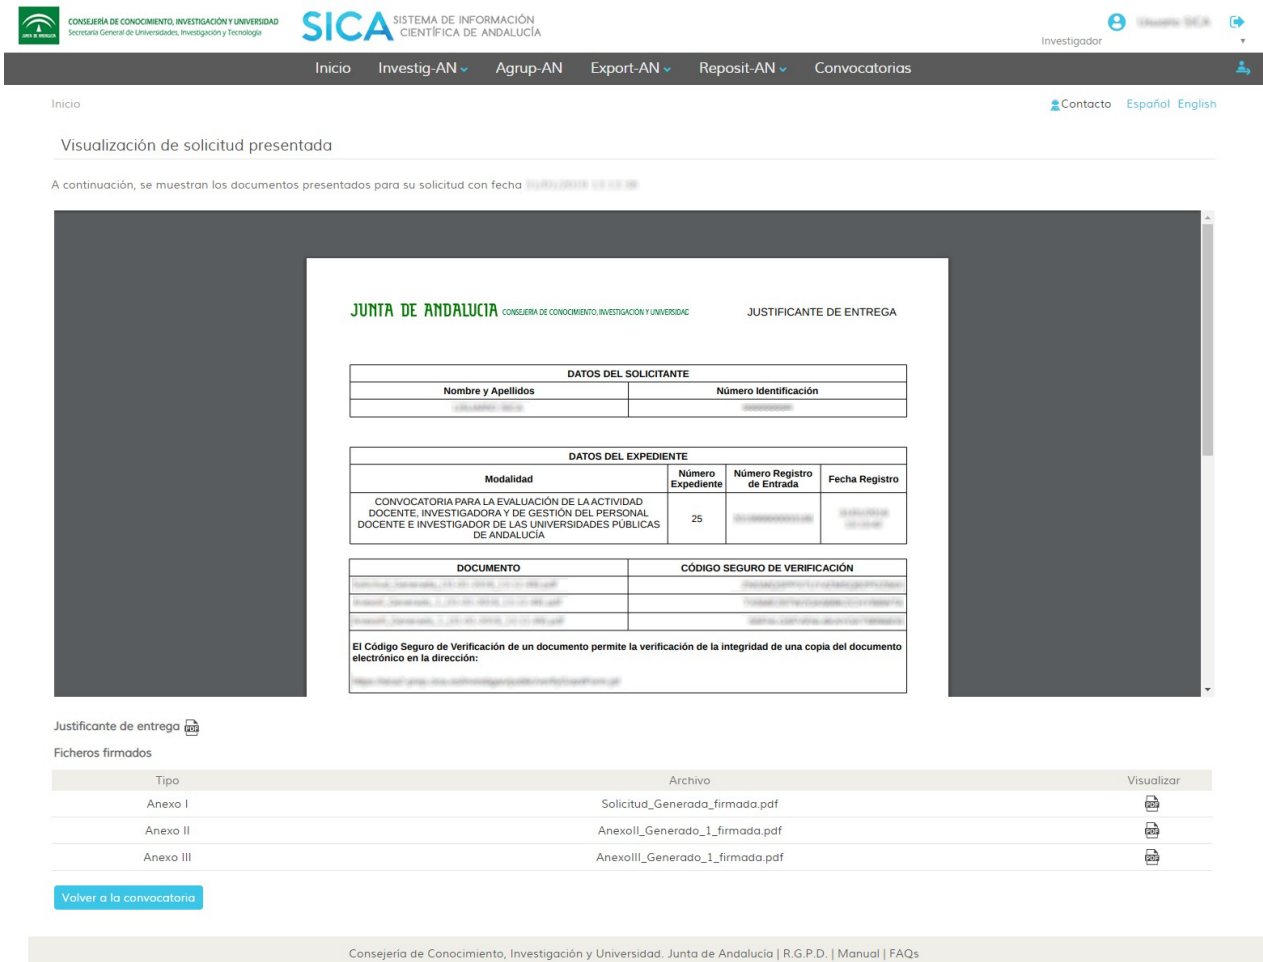 CONSEJERÍA DE CONOCIMIENTO, INVESTIGACIÓN Y UNIVERSIDAD
Secretaría General de Universidades, Investigación y Tecnología
SICA SISTEMA DE INFORMACIÓN
CIENTÍFICA DE ANDALUCÍA
Usuario SICA
Investigador
Inicio Investig-AN Agrup-AN Export-AN Reposit-AN Convocatorias
Inicio
Contacto Español English
Visualización de solicitud presentada
A continuación, se muestran los documentos presentados para su solicitud con fecha
JUNTA DE ANDALUCIA CONSEJERÍA DE CONOCIMIENTO, INVESTIGACIÓN Y UNIVERSIDAD
JUSTIFICANTE DE ENTREGA
DATOS DEL SOLICITANTE
Nombre y Apellidos Número Identificación
DATOS DEL EXPEDIENTE
Modalidad Número Expediente Número Registro de Entrada Fecha Registro
CONVOCATORIA PARA LA EVALUACIÓN DE LA ACTIVIDAD
DOCENTE, INVESTIGADORA Y DE GESTIÓN DEL PERSONAL
DOCENTE E INVESTIGADOR DE LAS UNIVERSIDADES PÚBLICAS
DE ANDALUCÍA
25
DOCUMENTO CÓDIGO SEGURO DE VERIFICACIÓN
El Código Seguro de Verificación de un documento permite la verificación de la integridad de una copia del documento
electrónico en la dirección:
Justificante de entrega PDF
Ficheros firmados
Tipo Archivo Visualizar
Anexo I Solicitud_Generada_firmada.pdf PDF
Anexo II AnexoII_Generado_1_firmada.pdf PDF
Anexo III AnexoIII_Generado_1_firmada.pdf PDF
Volver a la convocatoria
Consejería de Conocimiento, Investigación y Universidad. Junta de Andalucía | R.G.P.D. | Manual | FAQs